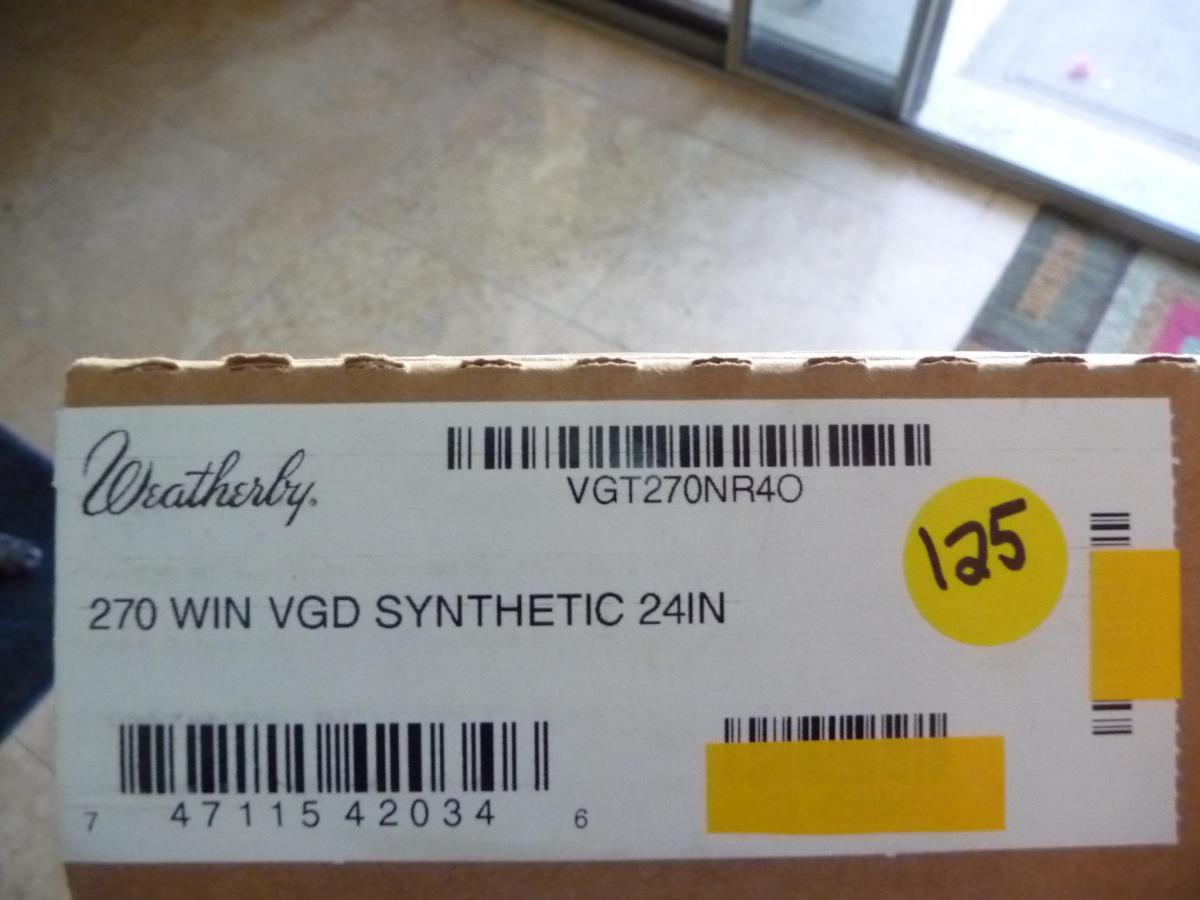 Weatherby.
VGT270NR4O
125
270 WIN VGD SYNTHETIC 24IN
7 47115 42034 6